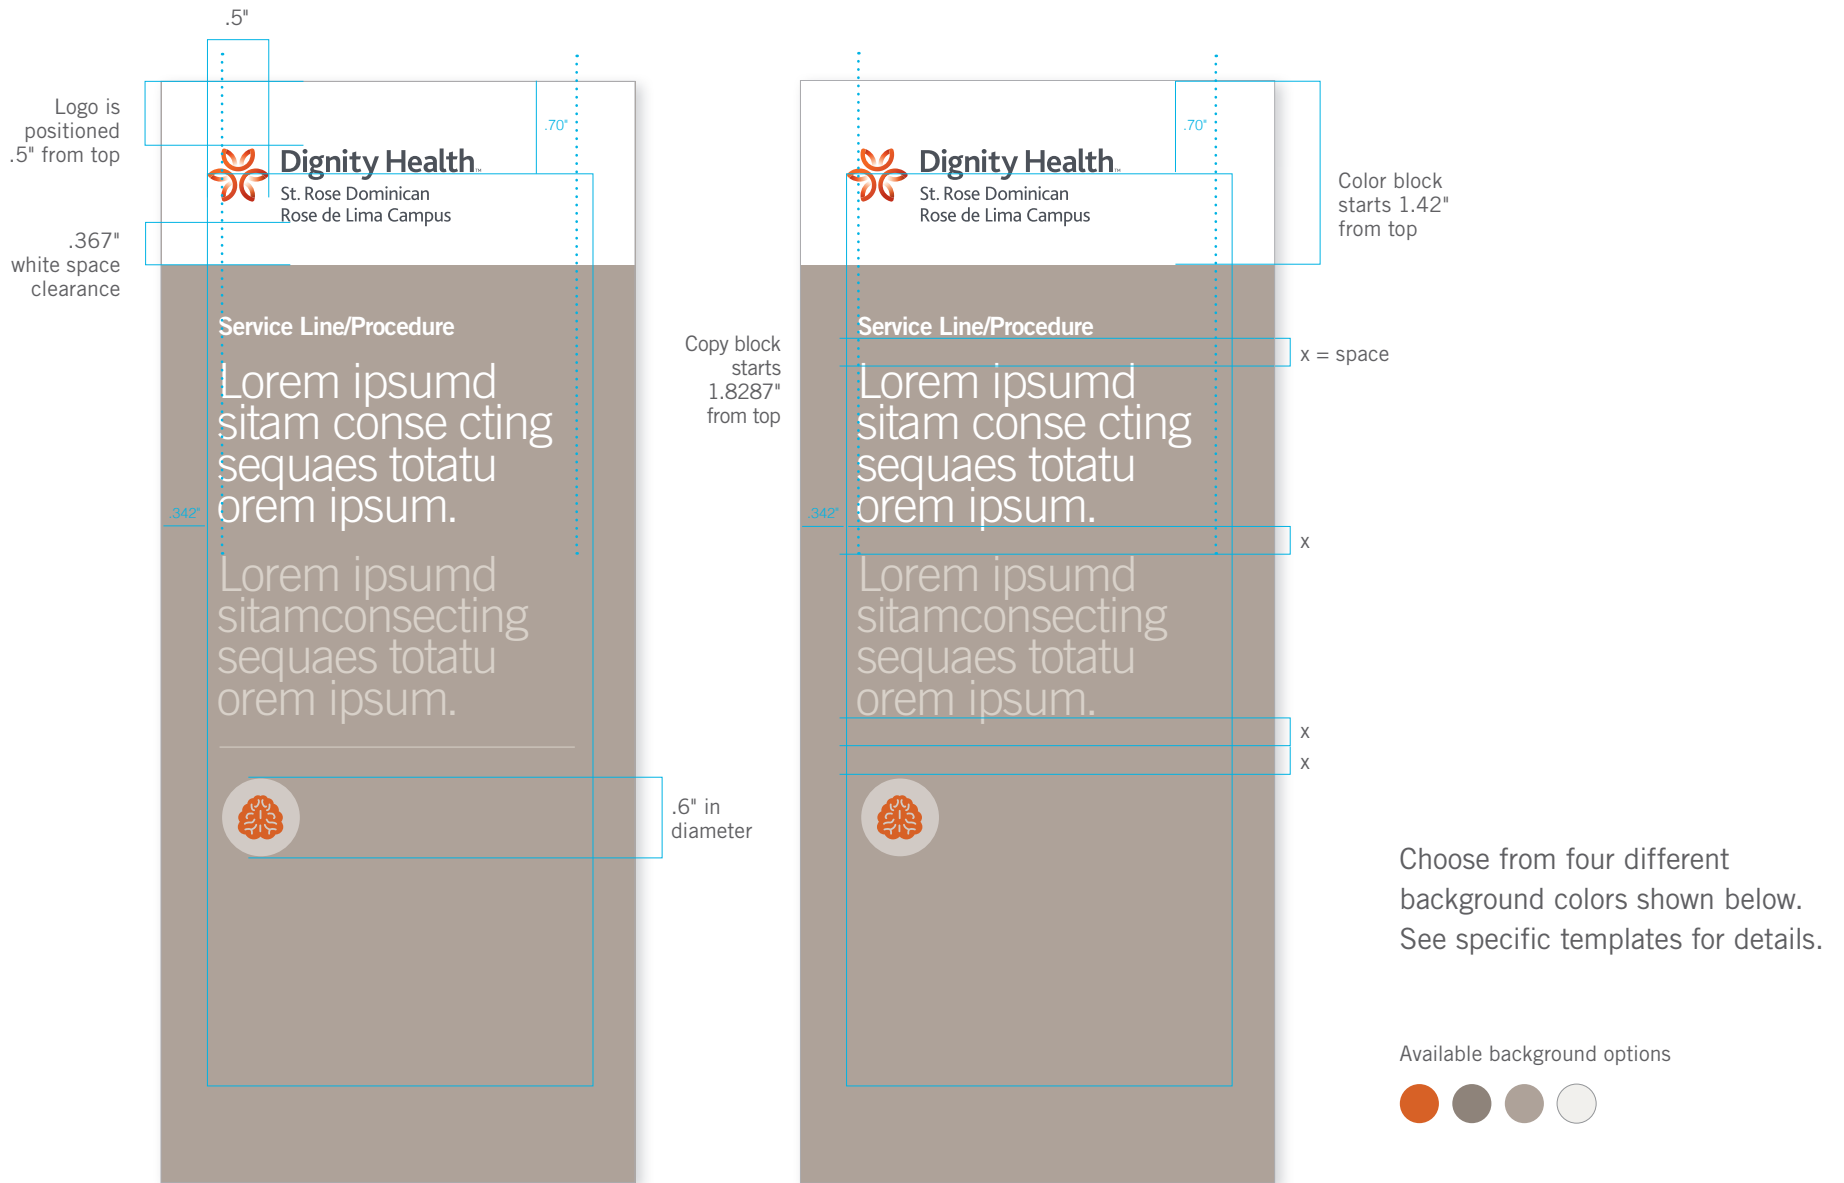 .5"
Logo is
positioned
.5" from top
.367"
white space
clearance
.70"
Dignity Health™
St. Rose Dominican
Rose de Lima Campus
Service Line/Procedure
Lorem ipsumd
sitam conse cting
sequaes totatu
orem ipsum.
.342"
Lorem ipsumd
sitamconsecting
sequaes totatu
orem ipsum.
.6" in
diameter
Copy block
starts
1.8287"
from top
.70"
Dignity Health™
St. Rose Dominican
Rose de Lima Campus
Color block
starts 1.42"
from top
Service Line/Procedure
x = space
Lorem ipsumd
sitam conse cting
sequaes totatu
orem ipsum.
.342"
x
Lorem ipsumd
sitamconsecting
sequaes totatu
orem ipsum.
x
x
Choose from four different
background colors shown below.
See specific templates for details.
Available background options